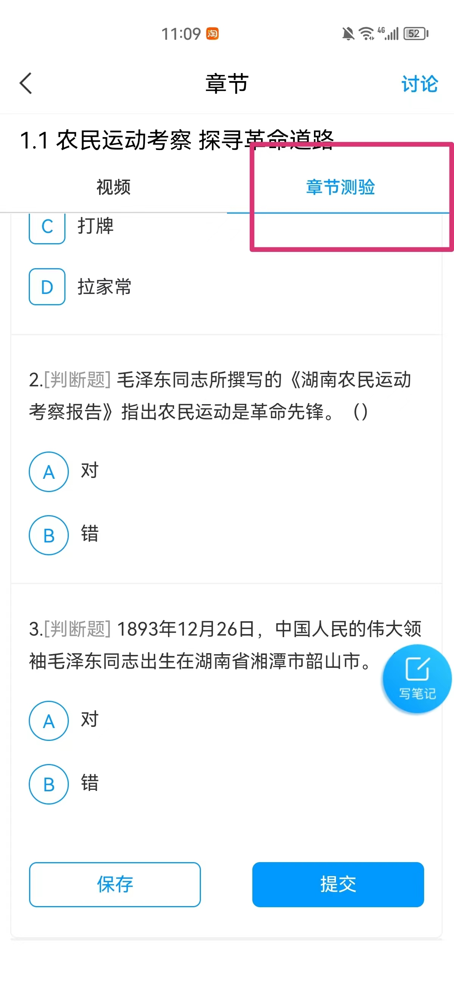 11:09 淘 4G 52
章节 讨论
1.1 农民运动考察 探寻革命道路
视频 章节测验
C 打牌
D 拉家常
2.[判断题] 毛泽东同志所撰写的《湖南农民运动
考察报告》指出农民运动是革命先锋。 ()
A 对
B 错
3.[判断题] 1893年12月26日，中国人民的伟大领
袖毛泽东同志出生在湖南省湘潭市韶山市。
写笔记
A 对
B 错
保存 提交